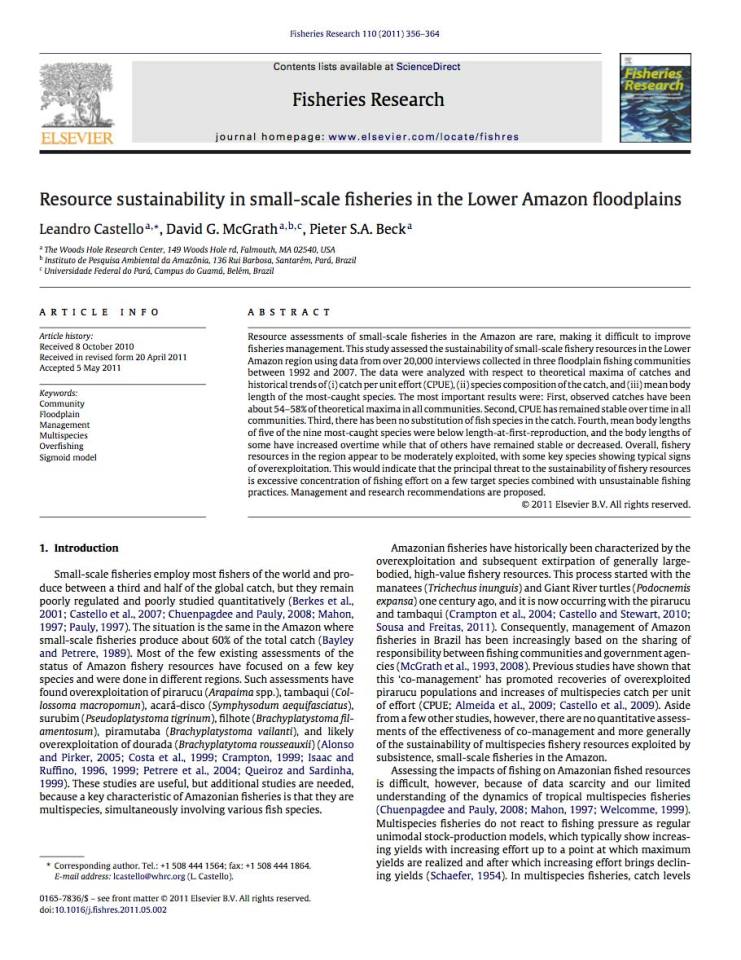 Fisheries Research 110 (2011) 356–364
Contents lists available at ScienceDirect
Fisheries Research
journal homepage: www.elsevier.com/locate/fishres
ELSEVIER
Fisheries
Research
Resource sustainability in small-scale fisheries in the Lower Amazon floodplains
Leandro Castello a,*, David G. McGrath a,b,c, Pieter S.A. Beck a
a The Woods Hole Research Center, 149 Woods Hole rd, Falmouth, MA 02540, USA
b Instituto de Pesquisa Ambiental da Amazônia, 136 Rui Barbosa, Santarém, Pará, Brazil
c Universidade Federal do Pará, Campus do Guamá, Belém, Brazil
ARTICLE INFO
Article history:
Received 8 October 2010
Received in revised form 20 April 2011
Accepted 5 May 2011
Keywords:
Community
Floodplain
Management
Multispecies
Overfishing
Sigmoid model
ABSTRACT
Resource assessments of small-scale fisheries in the Amazon are rare, making it difficult to improve
fisheries management. This study assessed the sustainability of small-scale fishery resources in the Lower
Amazon region using data from over 20,000 interviews collected in three floodplain fishing communities
between 1992 and 2007. The data were analyzed with respect to theoretical maxima of catches and
historical trends of (i) catch per unit effort (CPUE), (ii) species composition of the catch, and (iii) mean body
length of the most-caught species. The most important results were: First, observed catches have been
about 54–58% of theoretical maxima in all communities. Second, CPUE has remained stable over time in all
communities. Third, there has been no substitution of fish species in the catch. Fourth, mean body lengths
of five of the nine most-caught species were below length-at-first-reproduction, and the body lengths of
some have increased overtime while that of others have remained stable or decreased. Overall, fishery
resources in the region appear to be moderately exploited, with some key species showing typical signs
of overexploitation. This would indicate that the principal threat to the sustainability of fishery resources
is excessive concentration of fishing effort on a few target species combined with unsustainable fishing
practices. Management and research recommendations are proposed.
© 2011 Elsevier B.V. All rights reserved.
1. Introduction
Small-scale fisheries employ most fishers of the world and pro-
duce between a third and half of the global catch, but they remain
poorly regulated and poorly studied quantitatively (Berkes et al.,
2001; Castello et al., 2007; Chuenpagdee and Pauly, 2008; Mahon,
1997; Pauly, 1997). The situation is the same in the Amazon where
small-scale fisheries produce about 60% of the total catch (Bayley
and Petrere, 1989). Most of the few existing assessments of the
status of Amazon fishery resources have focused on a few key
species and were done in different regions. Such assessments have
found overexploitation of pirarucu (Arapaima spp.), tambaqui (Col-
lossoma macropomun), acará-disco (Symphysodum aequifasciatus),
surubim (Pseudoplatystoma tigrinum), filhote (Brachyplatystoma fil-
amentosum), piramutaba (Brachyplatystoma vailanti), and likely
overexploitation of dourada (Brachyplatytoma rousseauxii) (Alonso
and Pirker, 2005; Costa et al., 1999; Crampton, 1999; Isaac and
Ruffino, 1996, 1999; Petrere et al., 2004; Queiroz and Sardinha,
1999). These studies are useful, but additional studies are needed,
because a key characteristic of Amazonian fisheries is that they are
multispecies, simultaneously involving various fish species.
* Corresponding author. Tel.: +1 508 444 1564; fax: +1 508 444 1864.
E-mail address: lcastello@whrc.org (L. Castello).
0165-7836/$ – see front matter © 2011 Elsevier B.V. All rights reserved.
doi:10.1016/j.fishres.2011.05.002
Amazonian fisheries have historically been characterized by the
overexploitation and subsequent extirpation of generally large-
bodied, high-value fishery resources. This process started with the
manatees (Trichechus inunguis) and Giant River turtles (Podocnemis
expansa) one century ago, and it is now occurring with the pirarucu
and tambaqui (Crampton et al., 2004; Castello and Stewart, 2010;
Sousa and Freitas, 2011). Consequently, management of Amazon
fisheries in Brazil has been increasingly based on the sharing of
responsibility between fishing communities and government agen-
cies (McGrath et al., 1993, 2008). Previous studies have shown that
this 'co-management' has promoted recoveries of overexploited
pirarucu populations and increases of multispecies catch per unit
of effort (CPUE; Almeida et al., 2009; Castello et al., 2009). Aside
from a few other studies, however, there are no quantitative assess-
ments of the effectiveness of co-management and more generally
of the sustainability of multispecies fishery resources exploited by
subsistence, small-scale fisheries in the Amazon.
Assessing the impacts of fishing on Amazonian fished resources
is difficult, however, because of data scarcity and our limited
understanding of the dynamics of tropical multispecies fisheries
(Chuenpagdee and Pauly, 2008; Mahon, 1997; Welcomme, 1999).
Multispecies fisheries do not react to fishing pressure as regular
unimodal stock-production models, which typically show increas-
ing yields with increasing effort up to a point at which maximum
yields are realized and after which increasing effort brings declin-
ing yields (Schaefer, 1954). In multispecies fisheries, catch levels